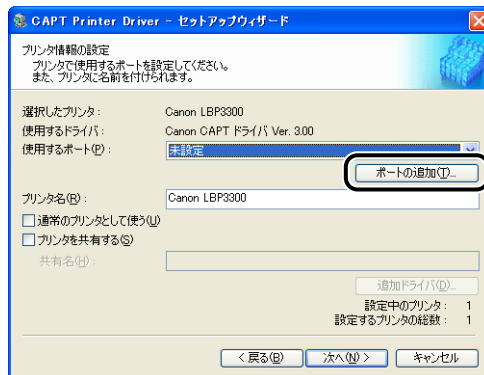 CAPT Printer Driver - セットアップウィザード
プリンタ情報の設定
プリンタで使用するポートを設定してください。
また、プリンタに名前を付けられます。
選択したプリンタ : Canon LBP3300
使用するドライバ : Canon CAPT ドライバ Ver. 3.00
使用するポート(P) : 未設定
ポートの追加(T)...
プリンタ名(R) : Canon LBP3300
通常のプリンタとして使う(U)
プリンタを共有する(S)
共有名(H) :
追加ドライバ(D)...
設定中のプリンタ : 1
設定するプリンタの総数 : 1
< 戻る(B) 次へ(N) > キャンセル